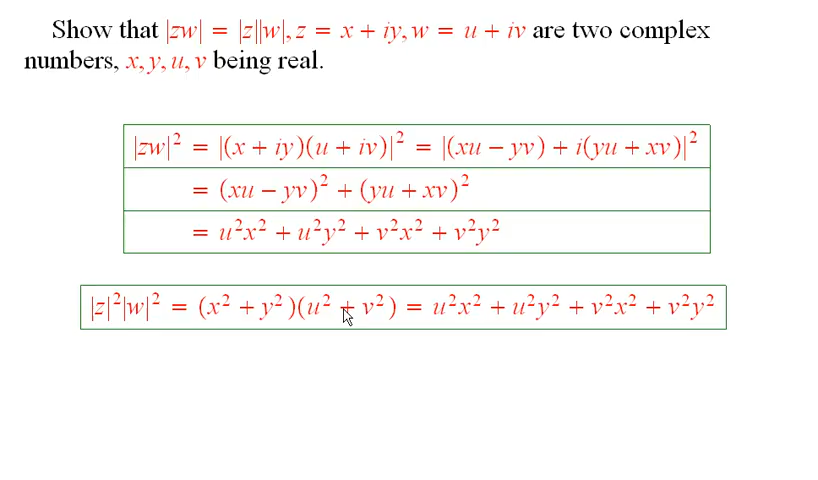 Show that |zw| = |z||w|, z = x + iy, w = u + iv are two complex
numbers, x, y, u, v being real.
|zw|² = |(x + iy)(u + iv)|² = |(xu − yv) + i(yu + xv)|²
= (xu − yv)² + (yu + xv)²
= u²x² + u²y² + v²x² + v²y²
|z|²|w|² = (x² + y²)(u² + v²) = u²x² + u²y² + v²x² + v²y²